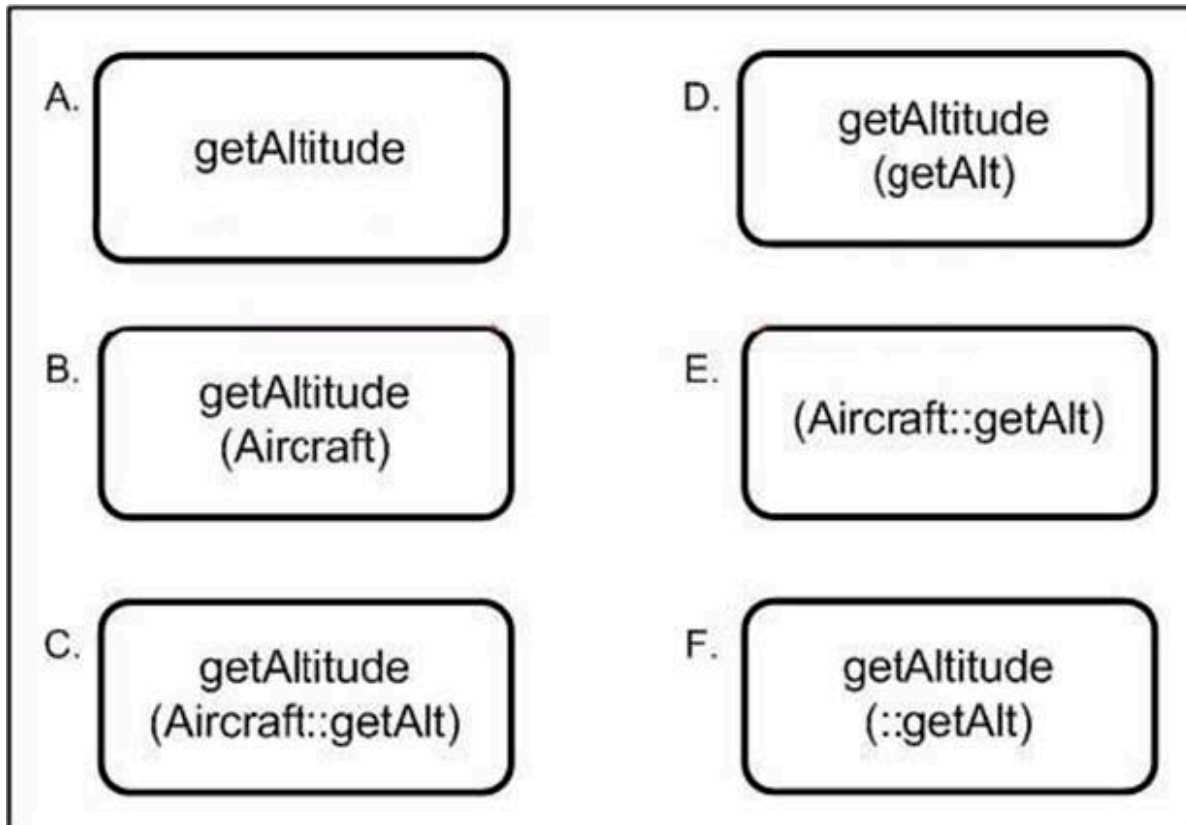 A.
getAltitude
B.
getAltitude
(Aircraft)
C.
getAltitude
(Aircraft::getAlt)
D.
getAltitude
(getAlt)
E.
(Aircraft::getAlt)
F.
getAltitude
(::getAlt)